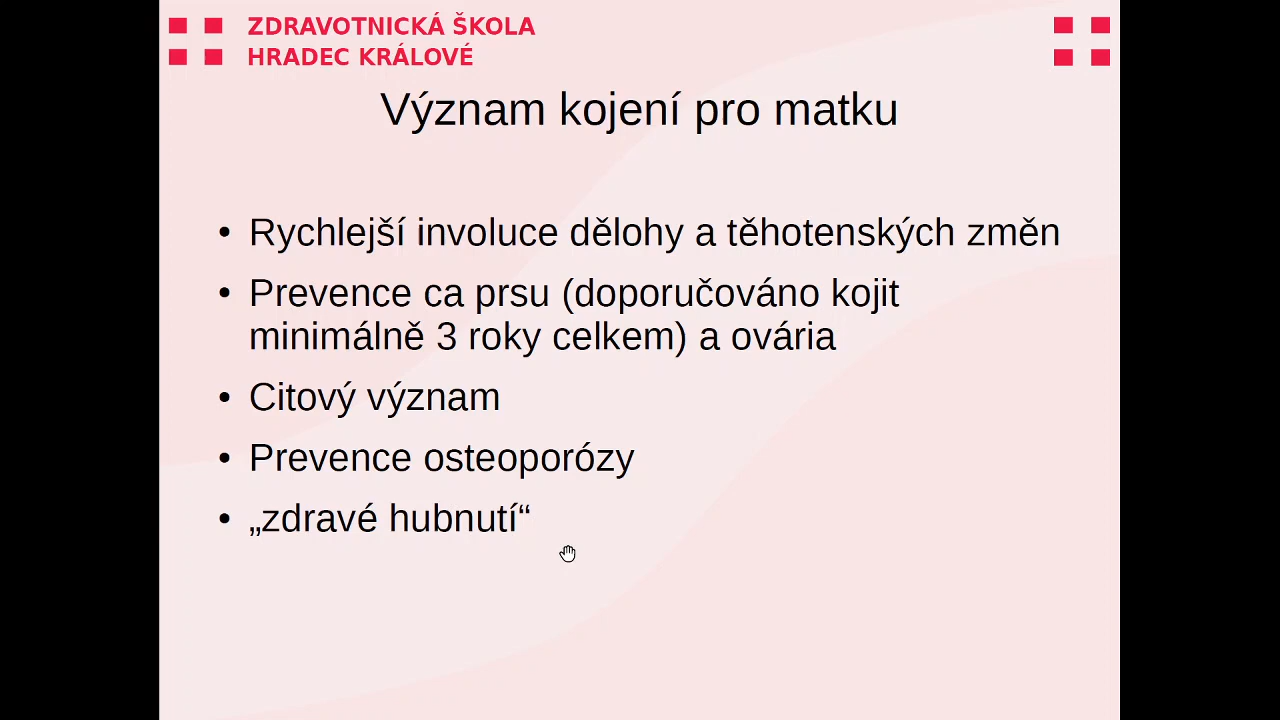 ZDRAVOTNICKÁ ŠKOLA
HRADEC KRÁLOVÉ
Význam kojení pro matku
• Rychlejší involuce dělohy a těhotenských změn
• Prevence ca prsu (doporučováno kojit
minimálně 3 roky celkem) a ovária
• Citový význam
• Prevence osteoporózy
• „zdravé hubnutí“